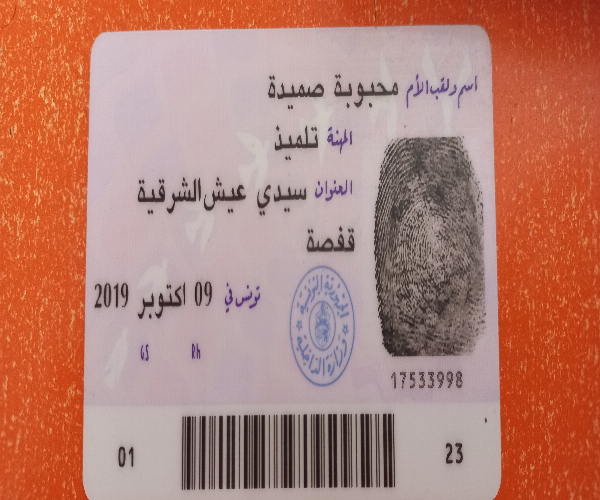 اسم ولقب الأم محبوبة صميدة
المهنة تلميذ
العنوان سيدي عيش الشرقية
قفصة
تونس في 09 اكتوبر 2019
الجمهورية التونسية
وزارة الداخلية
GS Rh
17533998
01 23